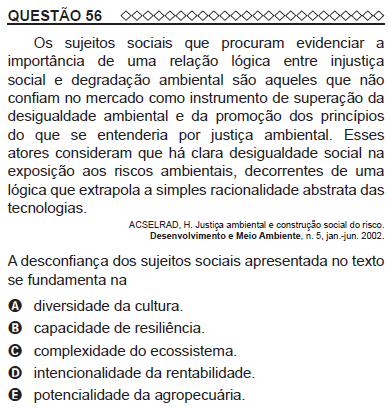 QUESTÃO 56
Os sujeitos sociais que procuram evidenciar a
importância de uma relação lógica entre injustiça
social e degradação ambiental são aqueles que não
confiam no mercado como instrumento de superação da
desigualdade ambiental e da promoção dos princípios
do que se entenderia por justiça ambiental. Esses
atores consideram que há clara desigualdade social na
exposição aos riscos ambientais, decorrentes de uma
lógica que extrapola a simples racionalidade abstrata das
tecnologias.
ACSELRAD, H. Justiça ambiental e construção social do risco.
Desenvolvimento e Meio Ambiente, n. 5, jan.-jun. 2002.
A desconfiança dos sujeitos sociais apresentada no texto
se fundamenta na
A diversidade da cultura.
B capacidade de resiliência.
C complexidade do ecossistema.
D intencionalidade da rentabilidade.
E potencialidade da agropecuária.